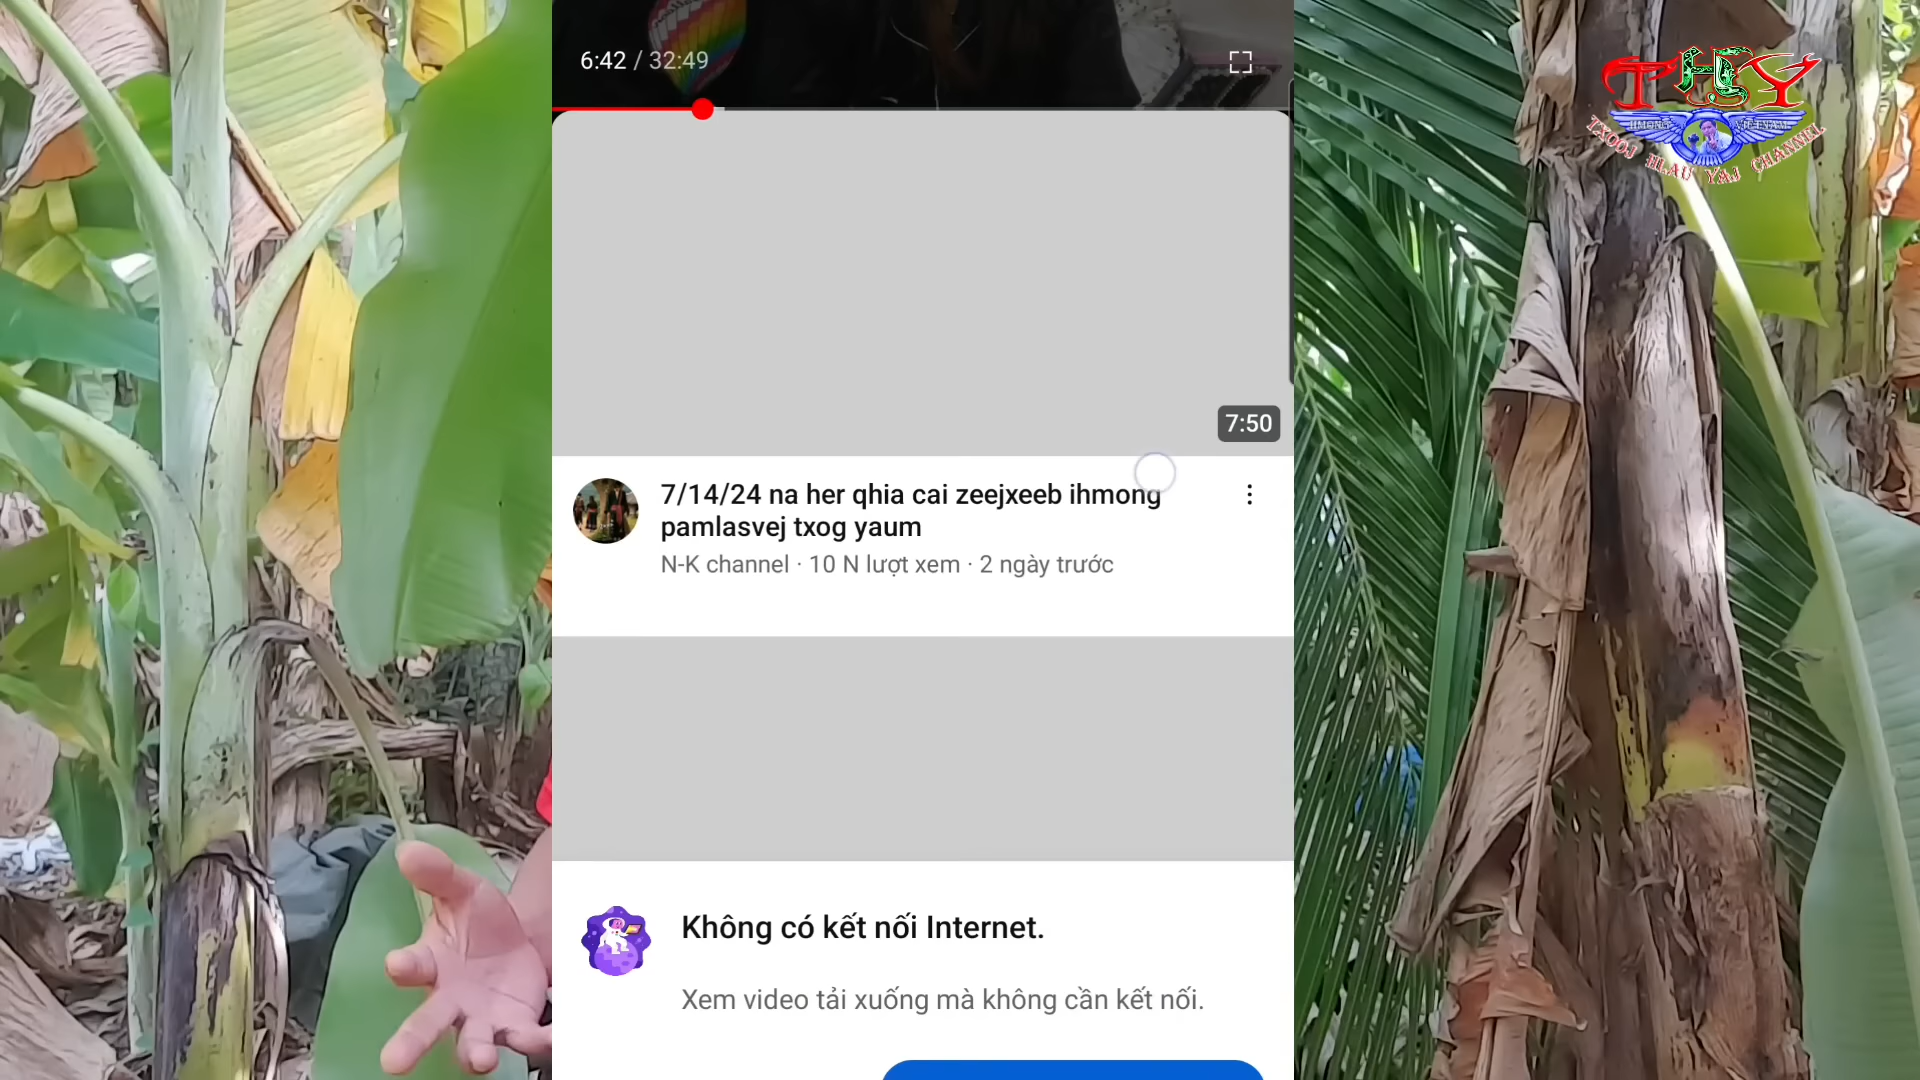 6:42 / 32:49
THY
HMONG VIETNAM
TXOOJ HLAU YAJ CHANNEL
7:50
7/14/24 na her qhia cai zeejxeeb ihmong
pamlasvej txog yaum
N-K channel · 10 N lượt xem · 2 ngày trước
Không có kết nối Internet.
Xem video tải xuống mà không cần kết nối.